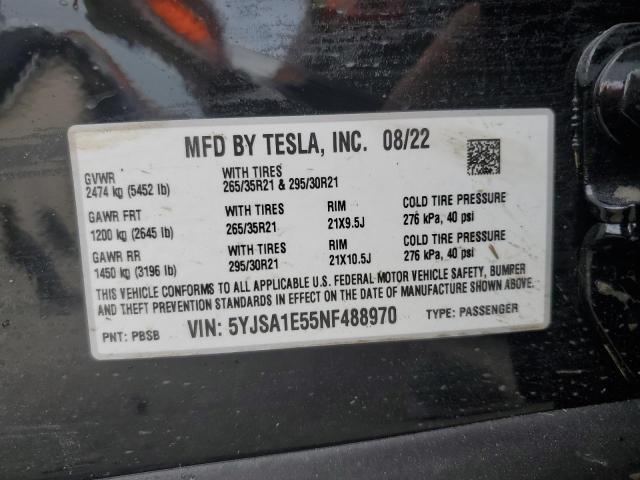 MFD BY TESLA, INC. 08/22
GVWR WITH TIRES
2474 kg (5452 lb) 265/35R21 & 295/30R21
GAWR FRT WITH TIRES RIM COLD TIRE PRESSURE
1200 kg (2645 lb) 265/35R21 21X9.5J 276 kPa, 40 psi
GAWR RR WITH TIRES RIM COLD TIRE PRESSURE
1450 kg (3196 lb) 295/30R21 21X10.5J 276 kPa, 40 psi
THIS VEHICLE CONFORMS TO ALL APPLICABLE U.S. FEDERAL MOTOR VEHICLE SAFETY, BUMPER
AND THEFT PREVENTION STANDARDS IN EFFECT ON THE DATE OF MANUFACTURE SHOWN ABOVE.
PNT: PBSB VIN: 5YJSA1E55NF488970 TYPE: PASSENGER